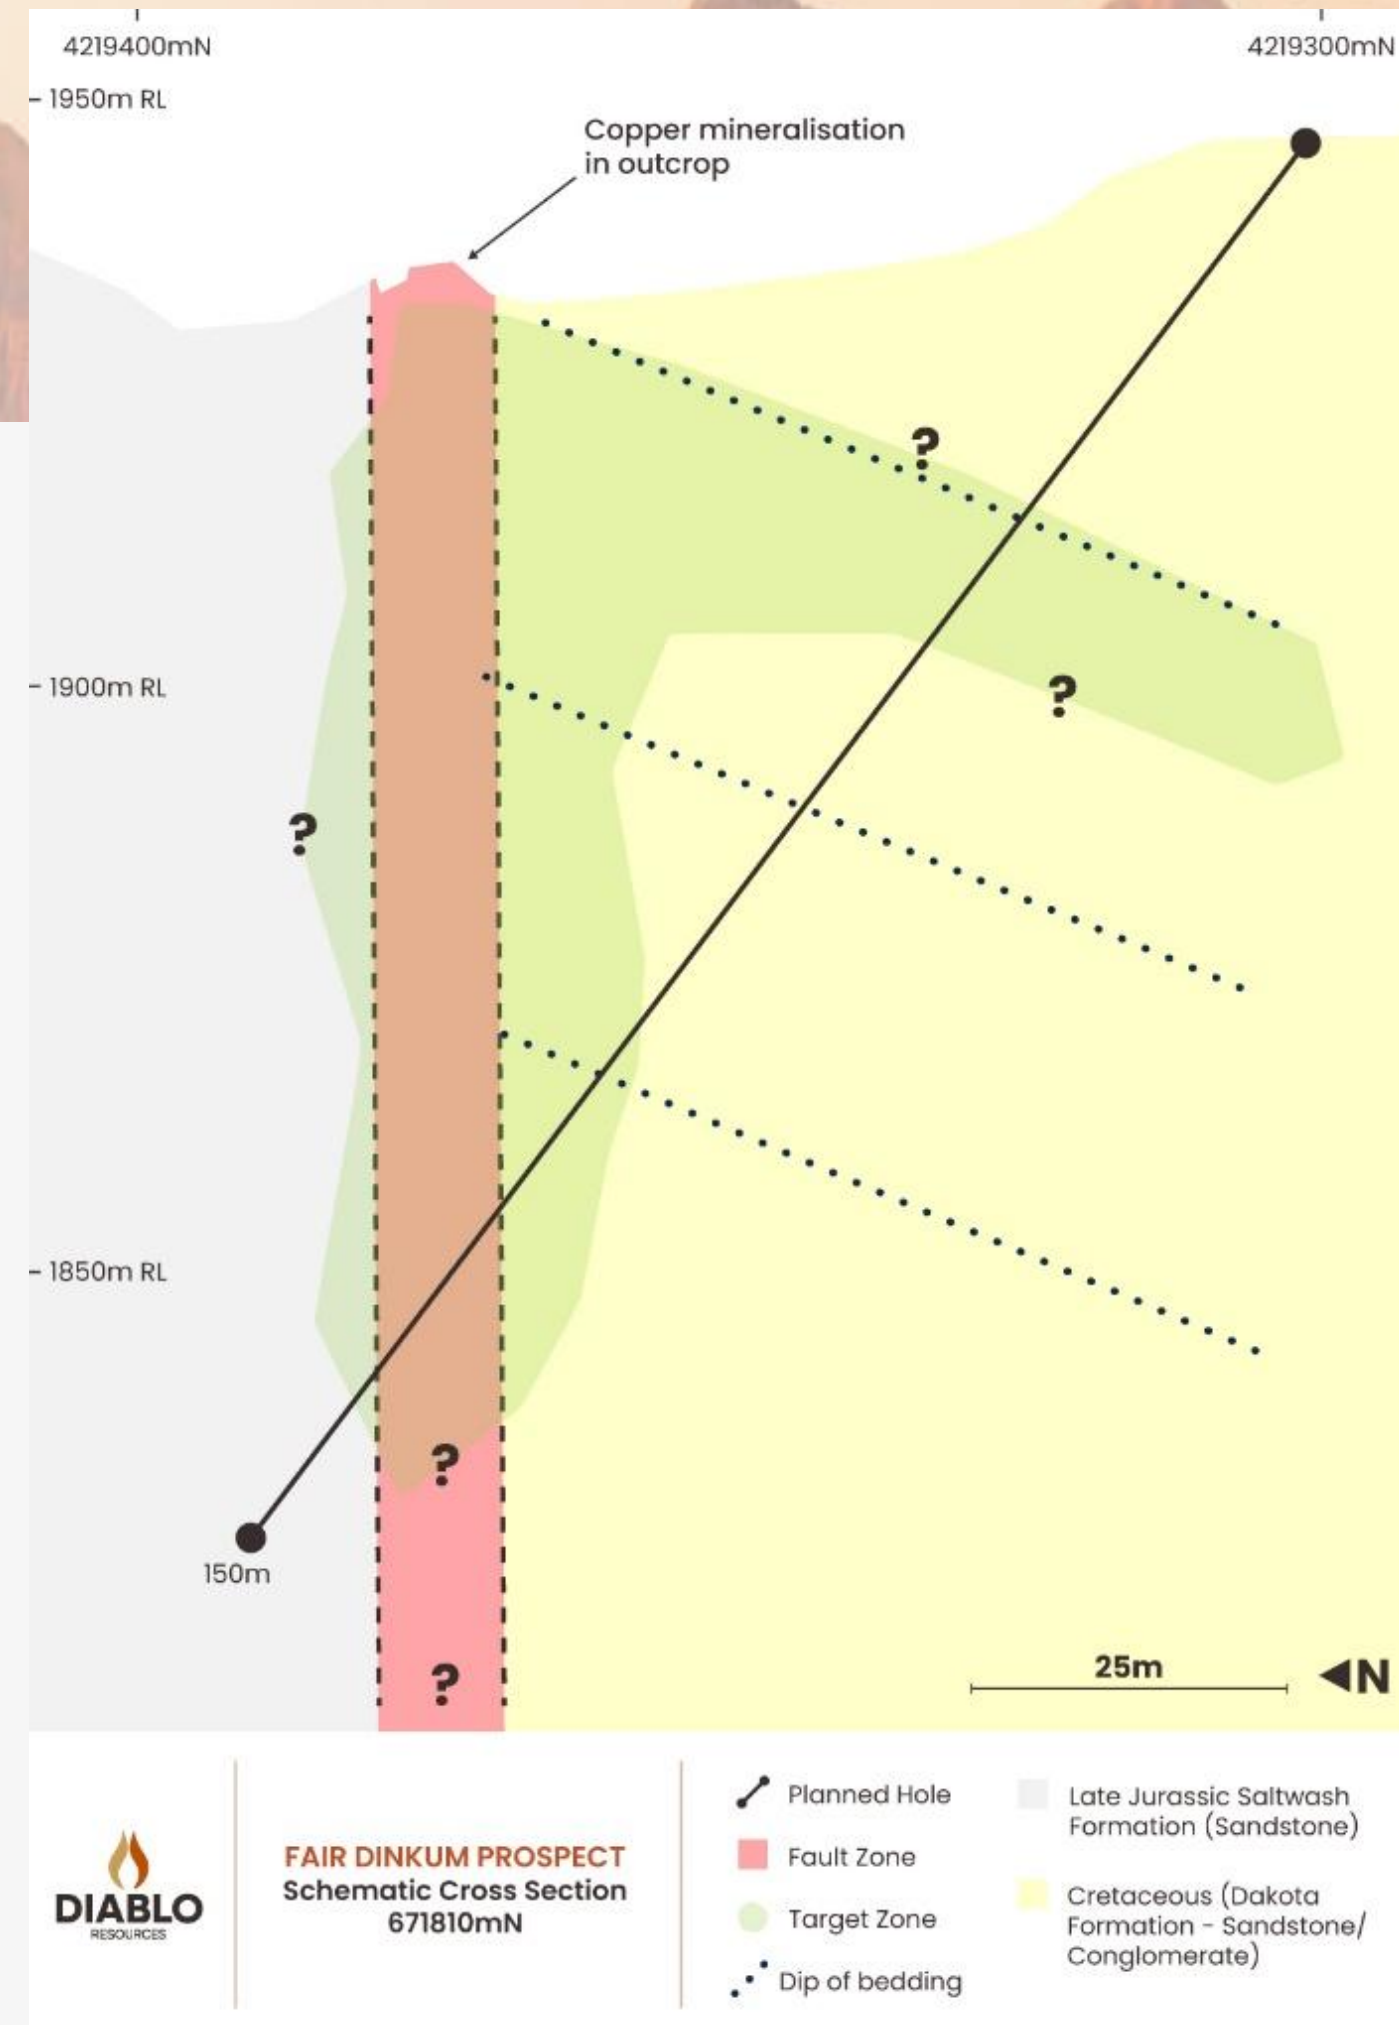 4219400mN
4219300mN
1950m RL
Copper mineralisation
in outcrop
?
1900m RL
?
?
1850m RL
?
150m
?
25m
N
DIABLO
RESOURCES
FAIR DINKUM PROSPECT
Schematic Cross Section
671810mN
Planned Hole
Fault Zone
Target Zone
Dip of bedding
Late Jurassic Saltwash
Formation (Sandstone)
Cretaceous (Dakota
Formation - Sandstone/
Conglomerate)